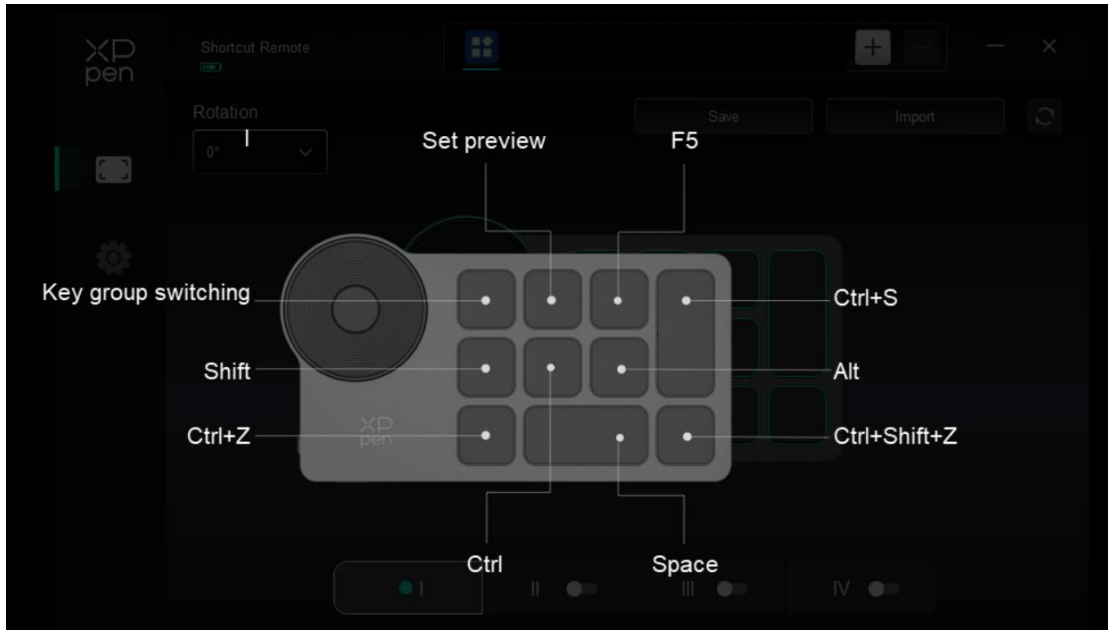 XP
pen
Shortcut Remote
Rotation
Save
Import
0°
I
Set preview
F5
Key group switching
Ctrl+S
Shift
Alt
Ctrl+Z
XP
pen
Ctrl+Shift+Z
Ctrl
Space
I
II
III
IV